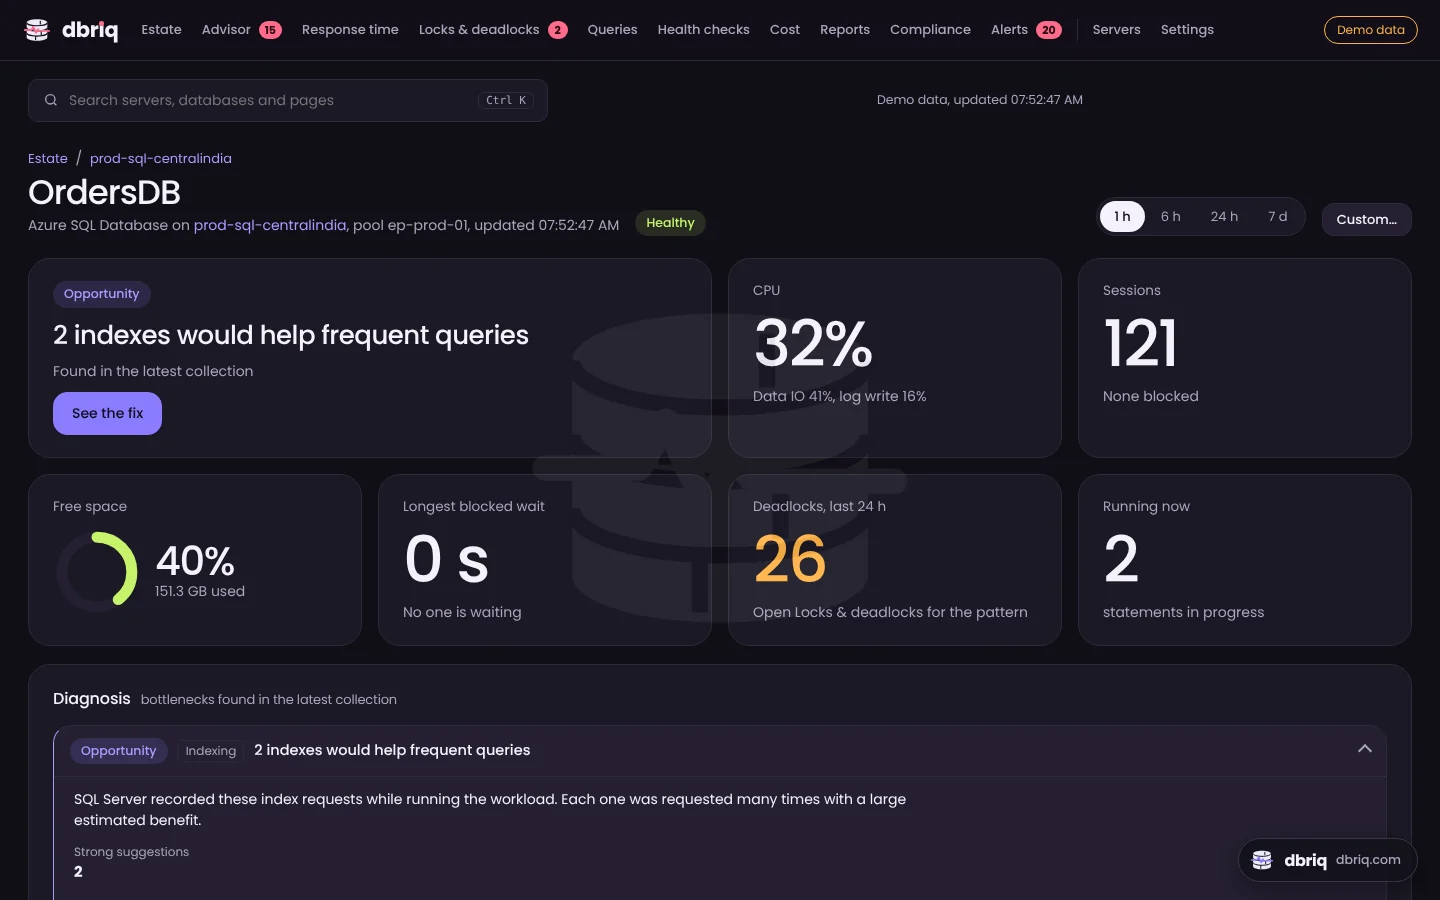 dbriq
Estate
Advisor 15
Response time
Locks & deadlocks 2
Queries
Health checks
Cost
Reports
Compliance
Alerts 20
Servers
Settings
Demo data
Search servers, databases and pages
Ctrl K
Demo data, updated 07:52:47 AM
Estate / prod-sql-centralindia
OrdersDB
Azure SQL Database on prod-sql-centralindia, pool ep-prod-01, updated 07:52:47 AM
Healthy
1 h
6 h
24 h
7 d
Custom...
Opportunity
2 indexes would help frequent queries
Found in the latest collection
See the fix
CPU
32%
Data IO 41%, log write 16%
Sessions
121
None blocked
Free space
40%
151.3 GB used
Longest blocked wait
0 s
No one is waiting
Deadlocks, last 24 h
26
Open Locks & deadlocks for the pattern
Running now
2
statements in progress
Diagnosis bottlenecks found in the latest collection
Opportunity Indexing 2 indexes would help frequent queries
SQL Server recorded these index requests while running the workload. Each one was requested many times with a large
estimated benefit.
Strong suggestions
2
dbriq dbriq.com